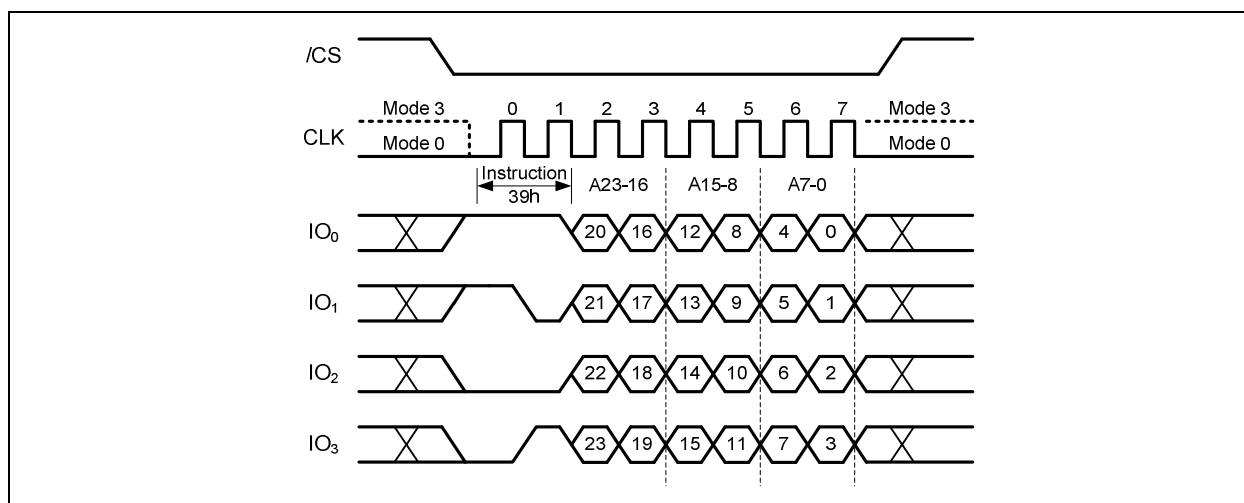 /CS
Mode 3 0 1 2 3 4 5 6 7 Mode 3
CLK Mode 0 Mode 0
Instruction A23-16 A15-8 A7-0
39h
IO₀ 20 16 12 8 4 0
IO₁ 21 17 13 9 5 1
IO₂ 22 18 14 10 6 2
IO₃ 23 19 15 11 7 3